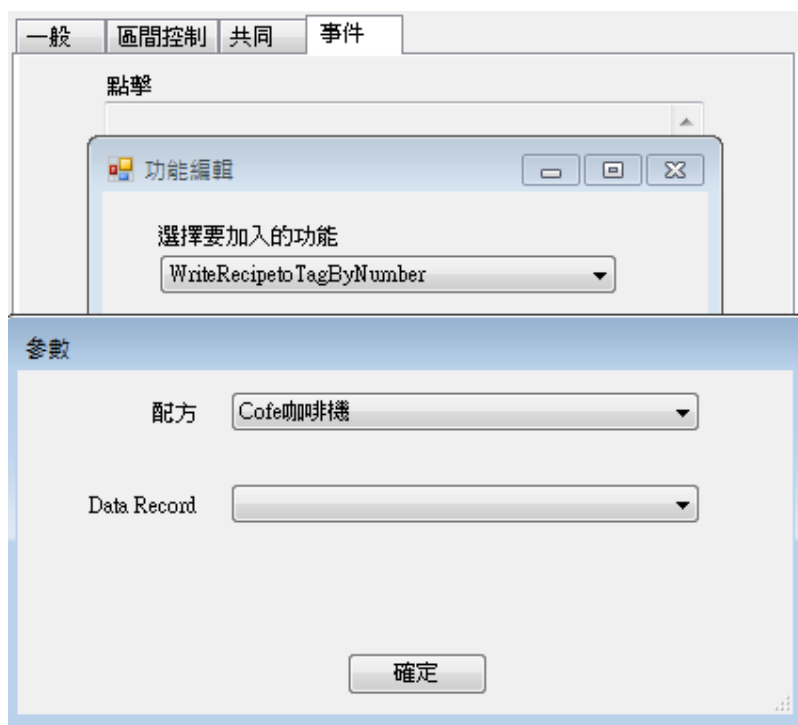 一般 區間控制 共同 事件
點擊
功能編輯
選擇要加入的功能
WriteRecipetoTagByNumber
參數
配方 Cofe咖啡機
Data Record
確定